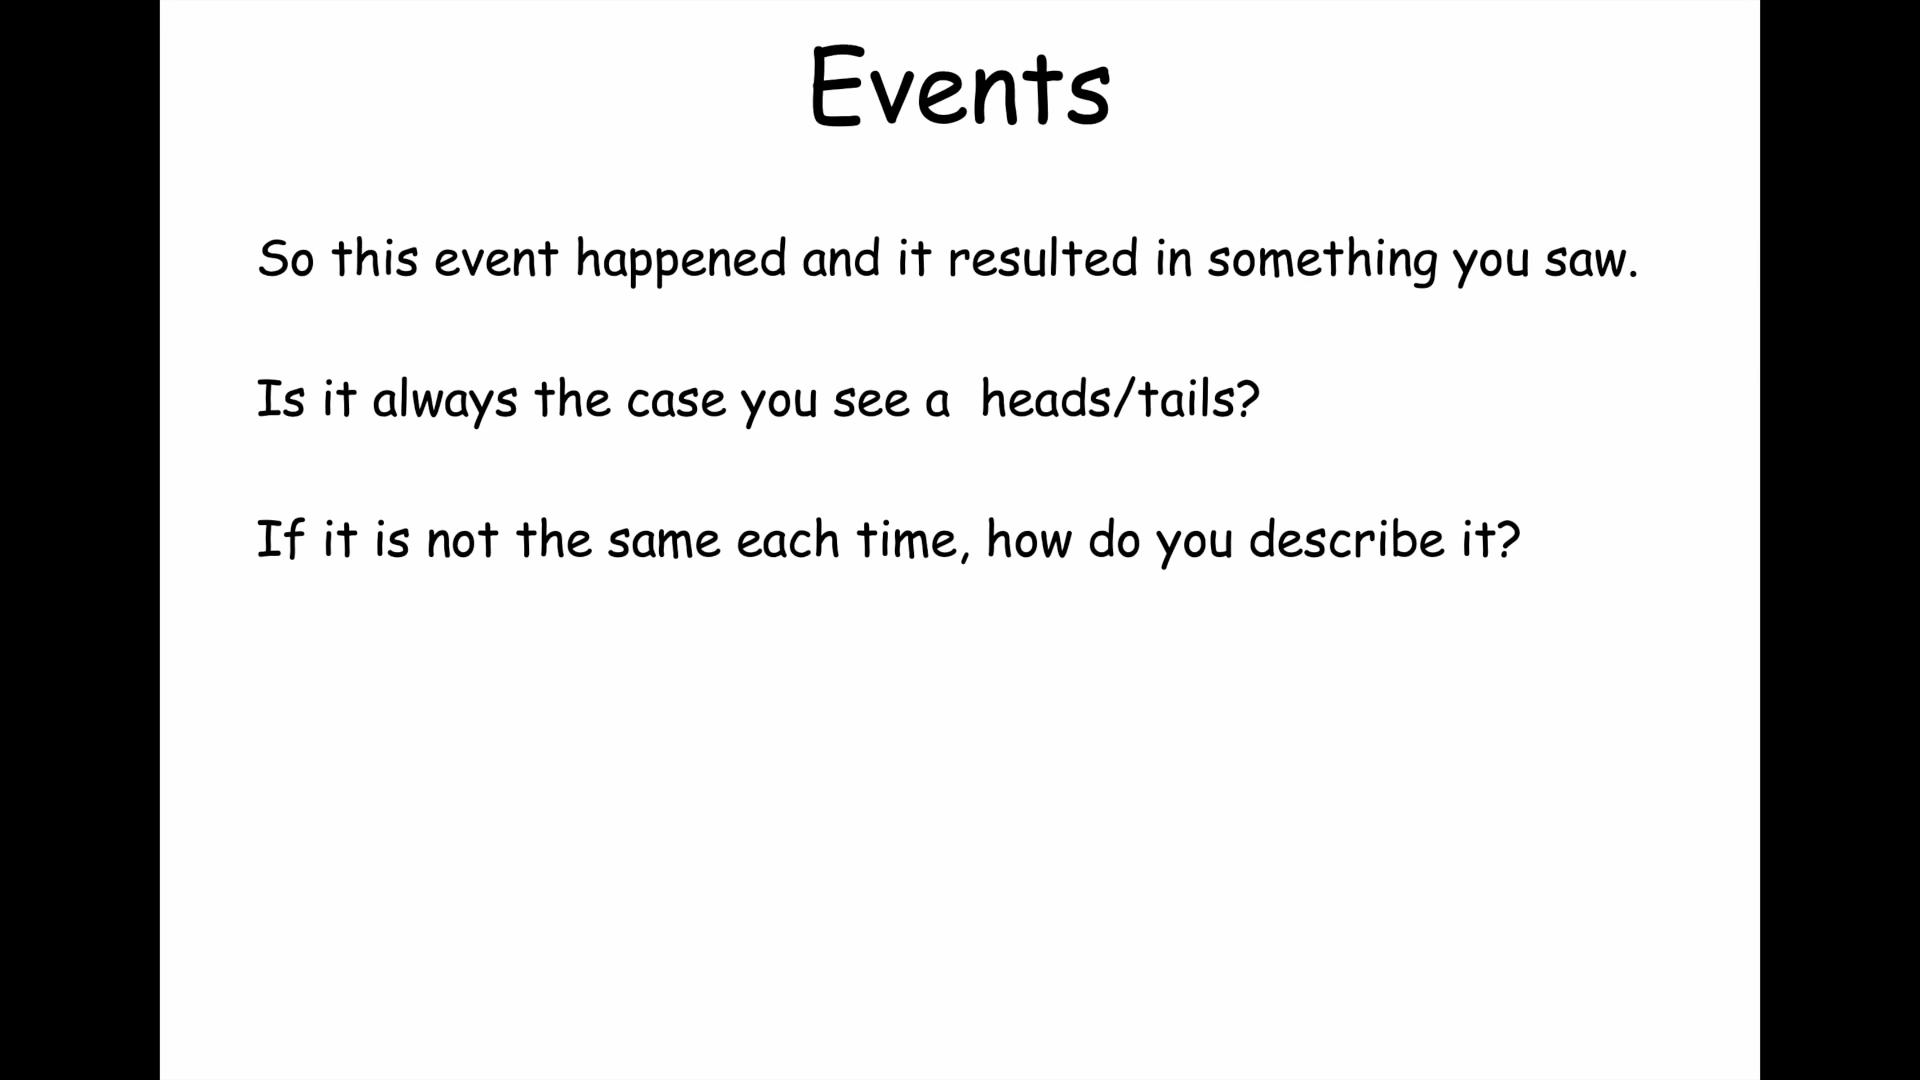 Events
So this event happened and it resulted in something you saw.
Is it always the case you see a  heads/tails?
If it is not the same each time, how do you describe it?